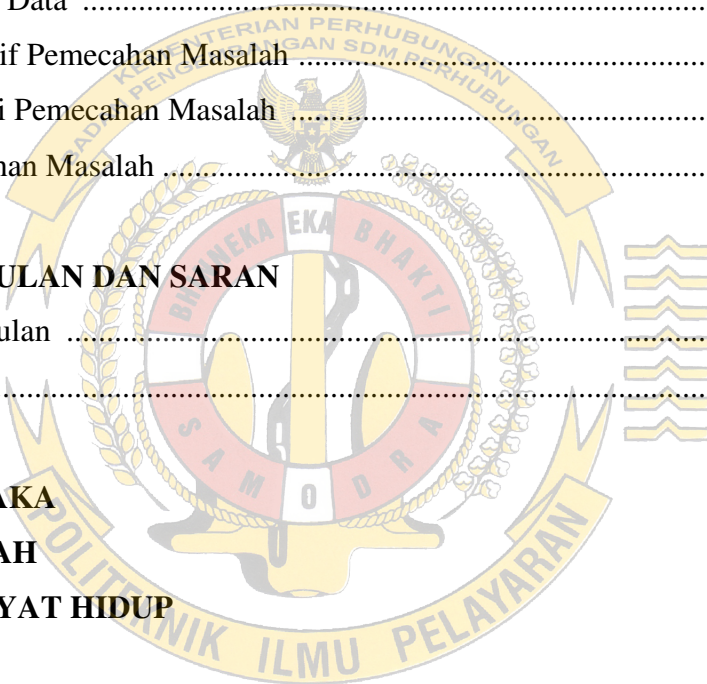 Data ................................................................
KEMENTERIAN PERHUBUNGAN
BADAN PENGEMBANGAN SDM PERHUBUNGAN
if Pemecahan Masalah ................................................................
i Pemecahan Masalah ................................................................
han Masalah ................................................................
BHINNEKA EKA BHAKTI
ULAN DAN SARAN
ulan ................................................................
................................................................
SAMODRA
AKA
AH
YAT HIDUP
POLITEKNIK ILMU PELAYARAN